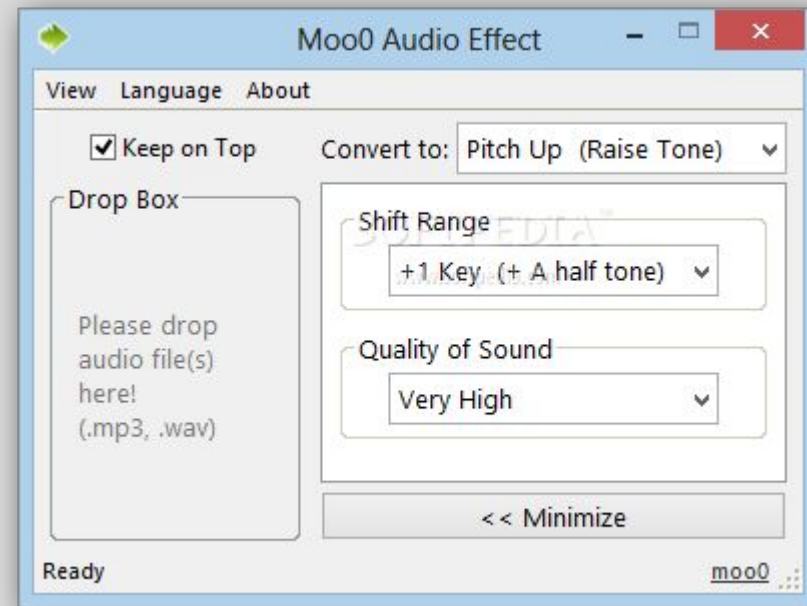 Moo0 Audio Effect
View Language About
Keep on Top
Convert to: Pitch Up (Raise Tone)
Drop Box
Please drop
audio file(s)
here!
(.mp3, .wav)
Shift Range
SOFTPEDIA
+1 Key (+ A half tone)
Quality of Sound
Very High
<< Minimize
Ready
moo0